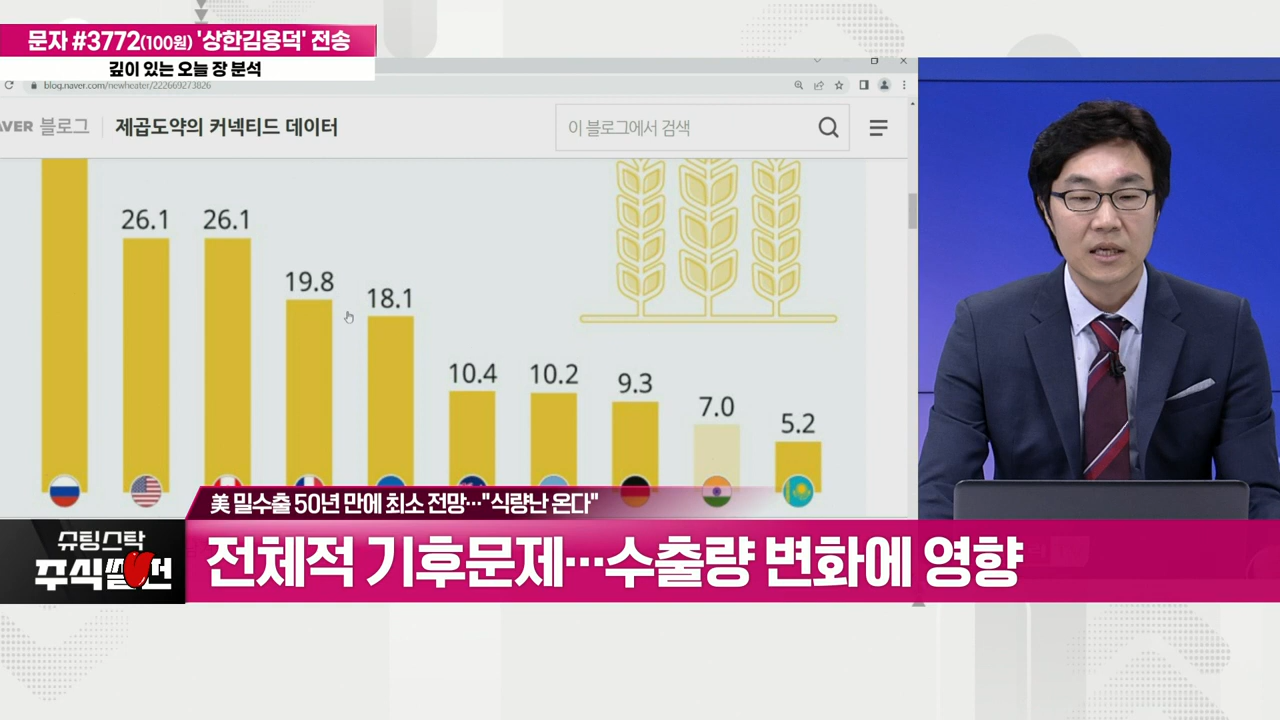 문자 #3772(100원) '상한김용덕' 전송
깊이 있는 오늘 장 분석
blog.naver.com/newheater/222669273826
AVER 블로그
제곱도약의 커넥티드 데이터
이 블로그에서 검색
26.1
26.1
19.8
18.1
10.4
10.2
9.3
7.0
5.2
美 밀수출 50년 만에 최소 전망…"식량난 온다"
슈팅스탁
주식썰전
전체적 기후문제…수출량 변화에 영향